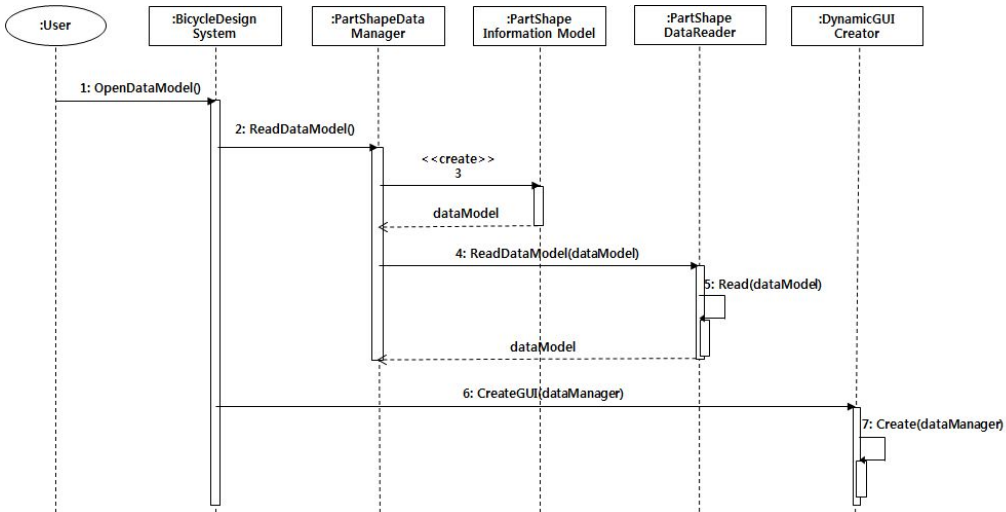 :User
:BicycleDesign
System
:PartShapeData
Manager
:PartShape
Information Model
:PartShape
DataReader
:DynamicGUI
Creator
1: OpenDataModel()
2: ReadDataModel()
<<create>>
3
dataModel
4: ReadDataModel(dataModel)
5: Read(dataModel)
dataModel
6: CreateGUI(dataManager)
7: Create(dataManager)